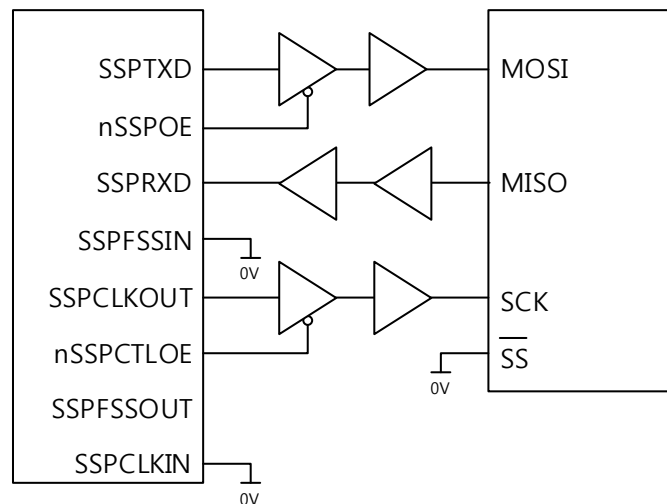 SSPTXD
nSSPOE
SSPRXD
SSPFSSIN
0V
SSPCLKOUT
nSSPCTLOE
SSPFSSOUT
SSPCLKIN
0V
MOSI
MISO
SCK
SS
0V